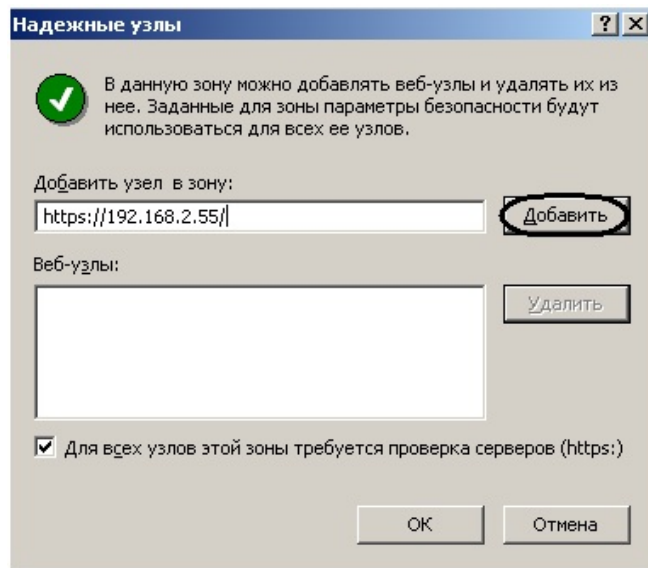 Надежные узлы
В данную зону можно добавлять веб-узлы и удалять их из
нее. Заданные для зоны параметры безопасности будут
использоваться для всех ее узлов.
Добавить узел в зону:
https://192.168.2.55/
Добавить
Веб-узлы:
Удалить
Для всех узлов этой зоны требуется проверка серверов (https:)
ОК
Отмена